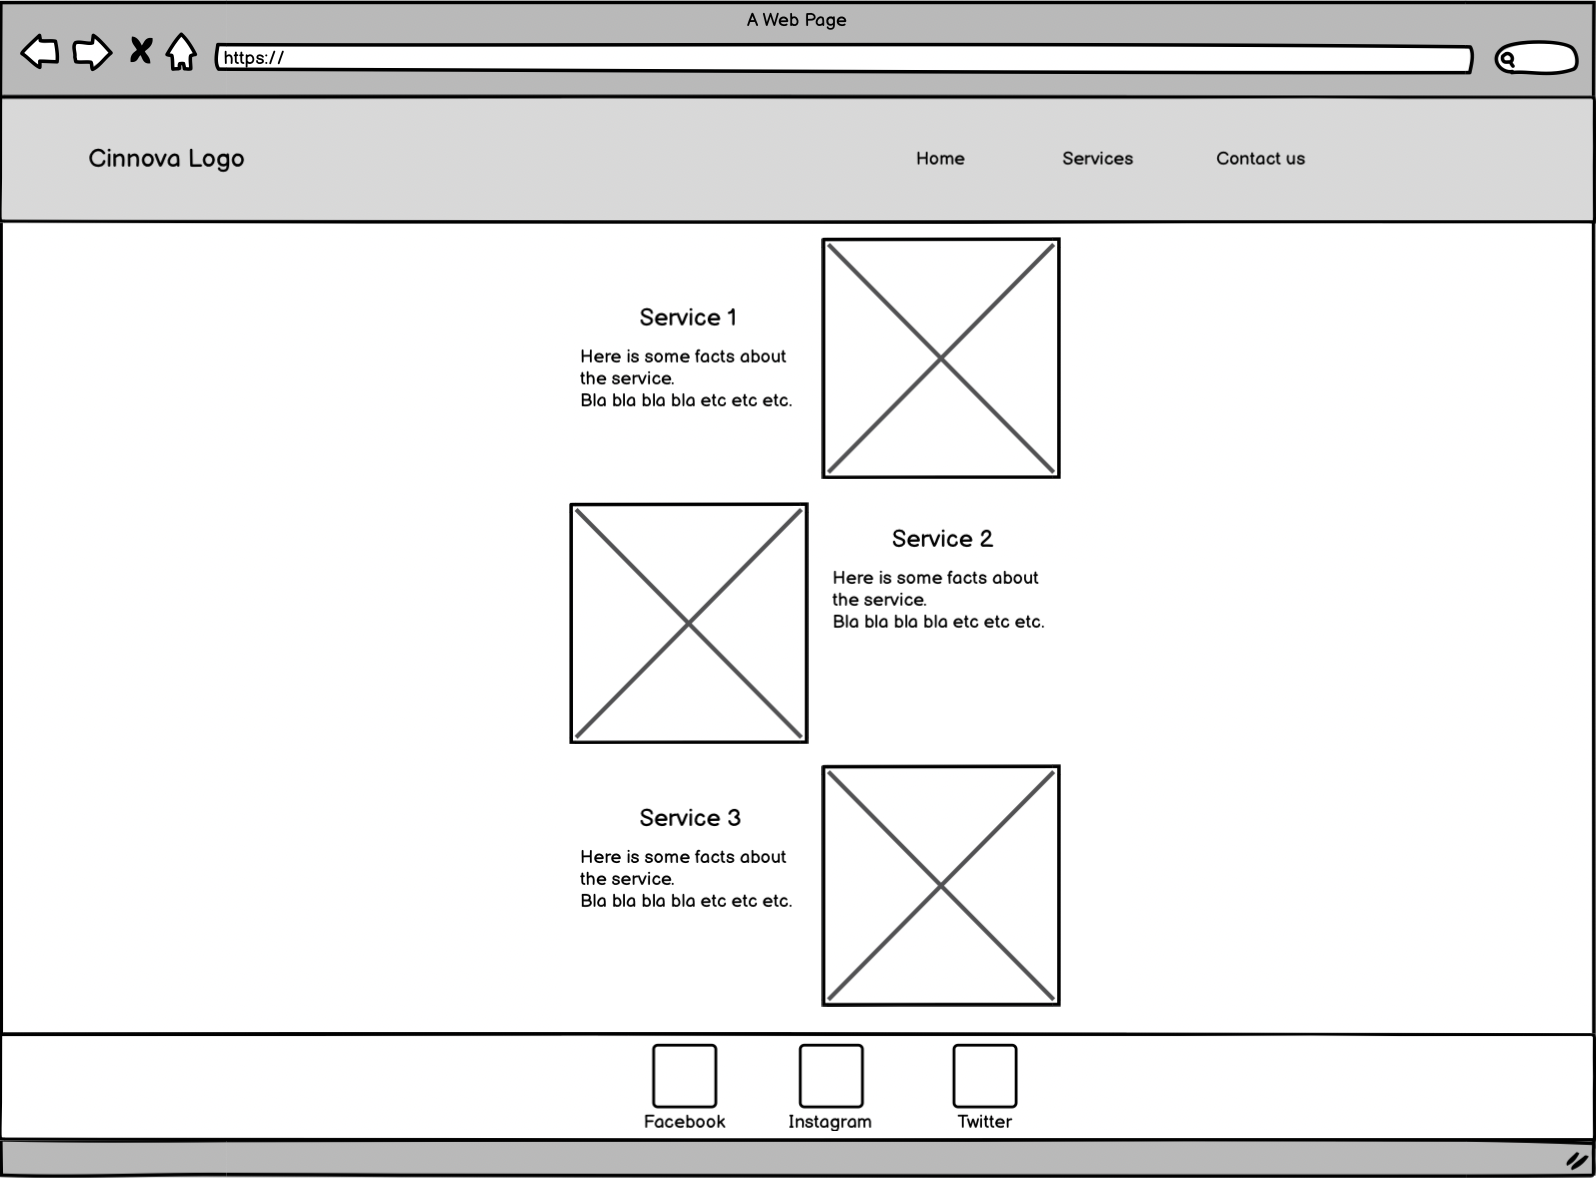 A Web Page
https://
Cinnova Logo
Home
Services
Contact us
Service 1
Here is some facts about
the service.
Bla bla bla bla etc etc etc.
Service 2
Here is some facts about
the service.
Bla bla bla bla etc etc etc.
Service 3
Here is some facts about
the service.
Bla bla bla bla etc etc etc.
Facebook
Instagram
Twitter